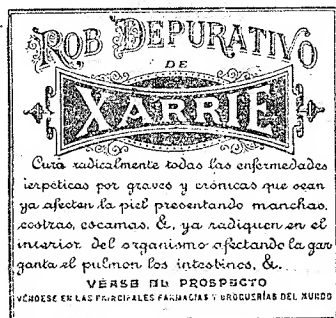 ROB DEPURATIVO
DE
XARRIE
Cura radicalmente todas las enfermedades
herpéticas por graves y crónicas que sean
ya afecten la piel presentando manchas,
costras, escamas, &, ya radiquen en el
interior del organismo afectando la gar
ganta el pulmon los intestinos, &...
VÉASE EL PROSPECTO
VÉNDESE EN LAS PRINCIPALES FARMACIAS Y DROGUERÍAS DEL MUNDO